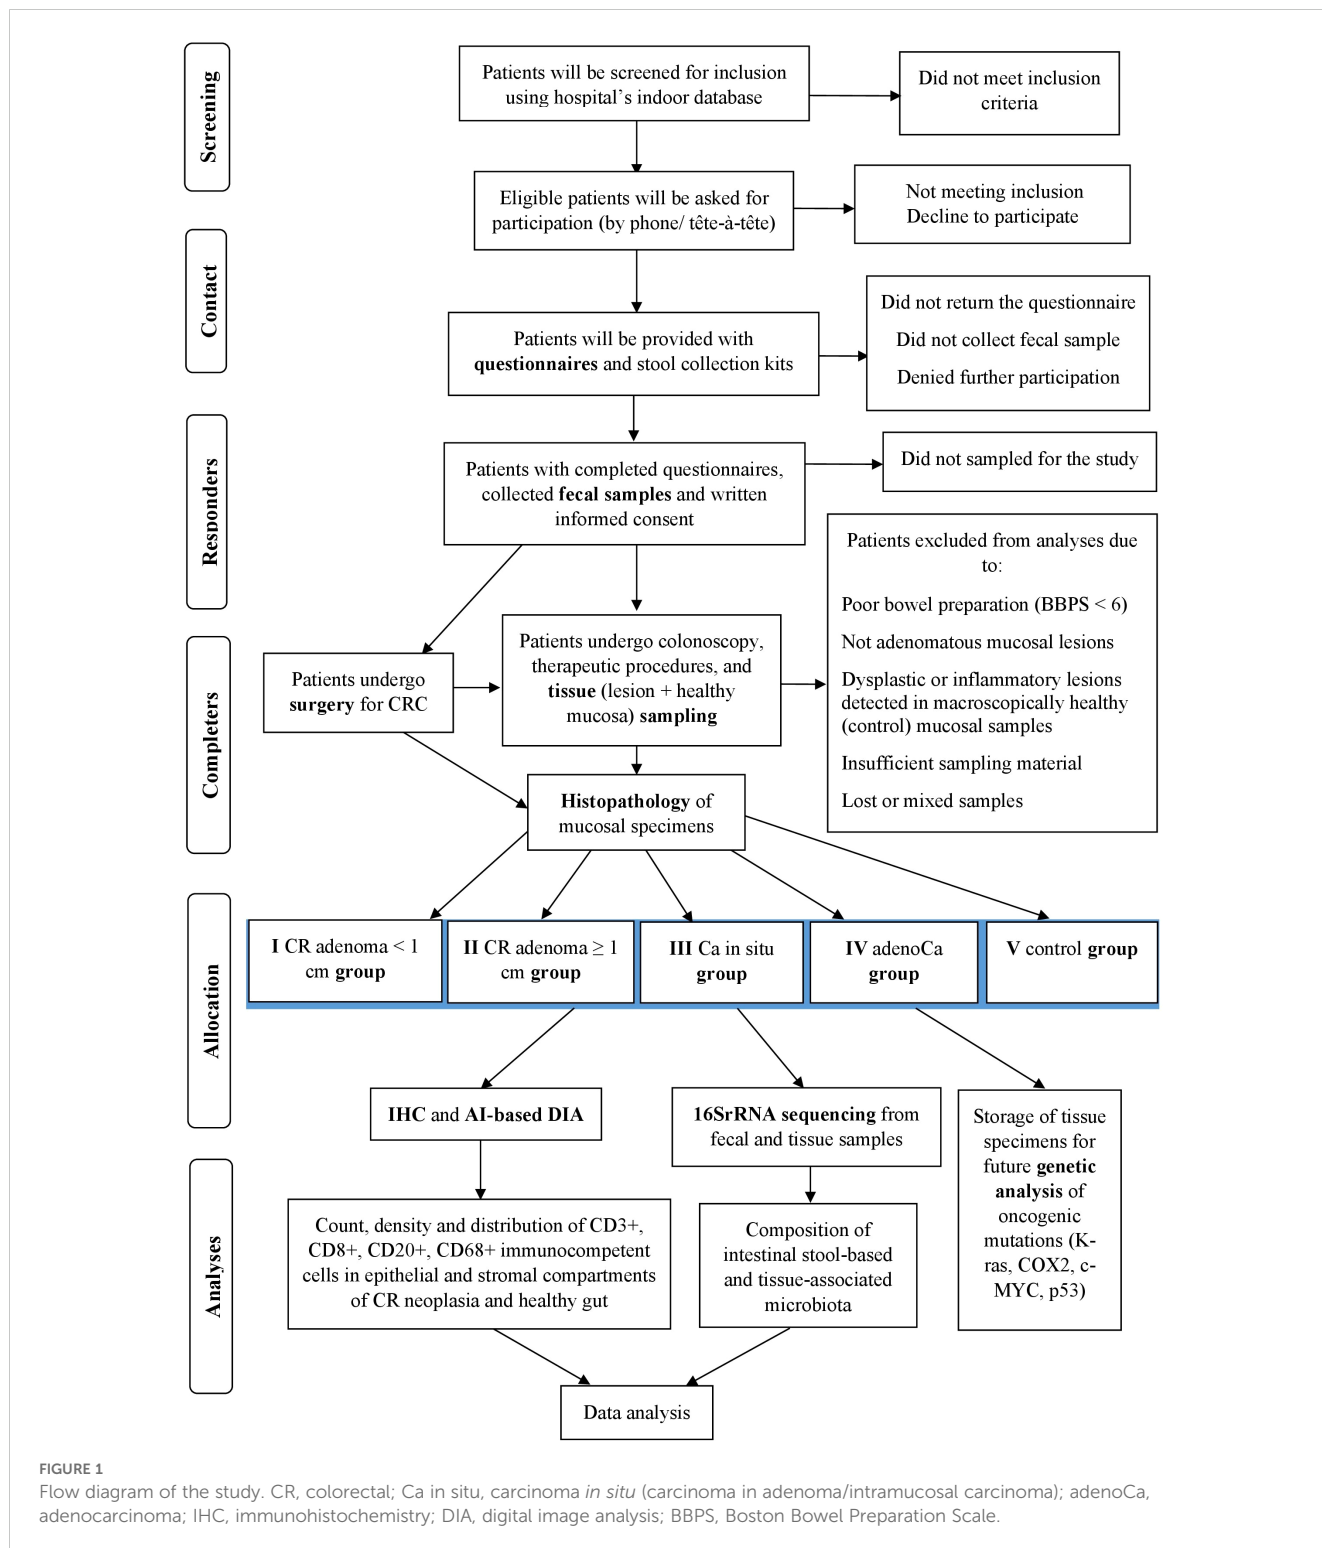 Screening
Patients will be screened for inclusion
using hospital's indoor database
Did not meet inclusion
criteria
Eligible patients will be asked for
participation (by phone/ tête-à-tête)
Not meeting inclusion
Decline to participate
Contact
Patients will be provided with
questionnaires and stool collection kits
Did not return the questionnaire
Did not collect fecal sample
Denied further participation
Responders
Patients with completed questionnaires,
collected fecal samples and written
informed consent
Did not sampled for the study
Completers
Patients undergo
surgery for CRC
Patients undergo colonoscopy,
therapeutic procedures, and
tissue (lesion + healthy
mucosa) sampling
Patients excluded from analyses due
to:
Poor bowel preparation (BBPS < 6)
Not adenomatous mucosal lesions
Dysplastic or inflammatory lesions
detected in macroscopically healthy
(control) mucosal samples
Insufficient sampling material
Lost or mixed samples
Histopathology of
mucosal specimens
Allocation
I CR adenoma < 1
cm group
II CR adenoma ≥ 1
cm group
III Ca in situ
group
IV adenoCa
group
V control group
IHC and AI-based DIA
16SrRNA sequencing from
fecal and tissue samples
Storage of tissue
specimens for
future genetic
analysis of
oncogenic
mutations (K-
ras, COX2, c-
MYC, p53)
Analyses
Count, density and distribution of CD3+,
CD8+, CD20+, CD68+ immunocompetent
cells in epithelial and stromal compartments
of CR neoplasia and healthy gut
Composition of
intestinal stool-based
and tissue-associated
microbiota
Data analysis
FIGURE 1
Flow diagram of the study. CR, colorectal; Ca in situ, carcinoma in situ (carcinoma in adenoma/intramucosal carcinoma); adenoCa,
adenocarcinoma; IHC, immunohistochemistry; DIA, digital image analysis; BBPS, Boston Bowel Preparation Scale.